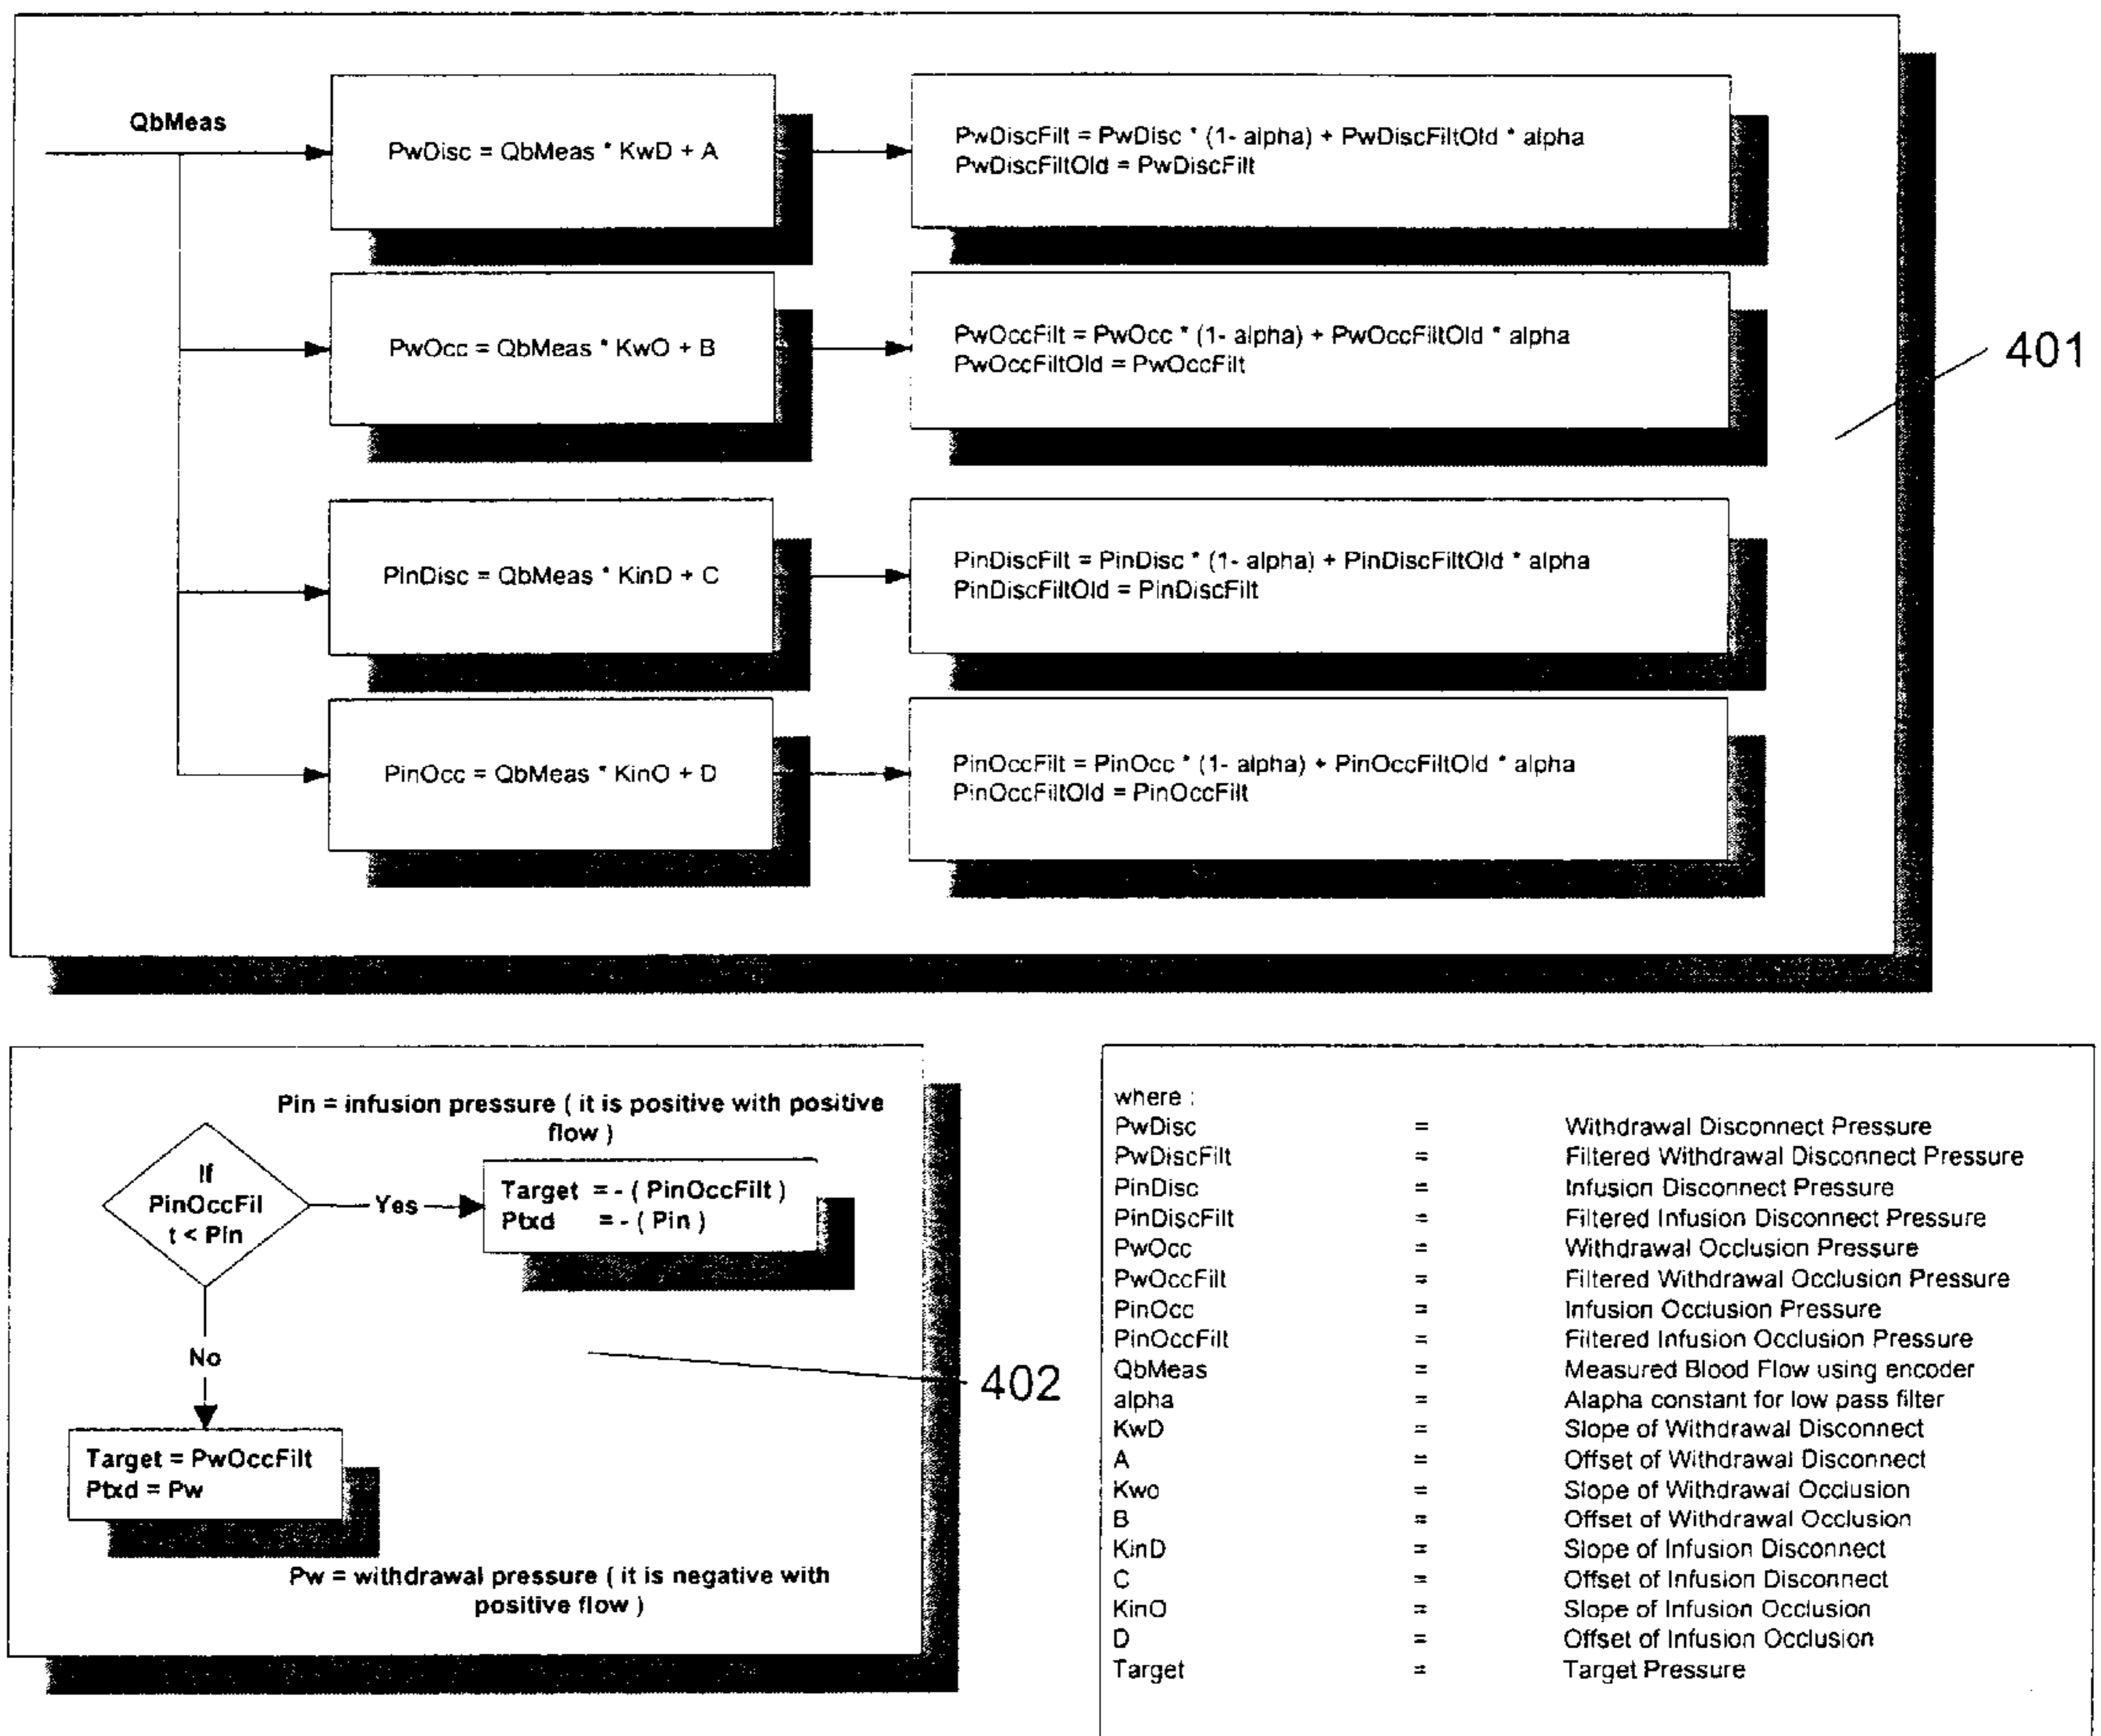 QbMeas
PwDisc = QbMeas * KwD + A
PwDiscFilt = PwDisc * (1- alpha) + PwDiscFiltOld * alpha
PwDiscFiltOld = PwDiscFilt
PwOcc = QbMeas * KwO + B
PwOccFilt = PwOcc * (1- alpha) + PwOccFiltOld * alpha
PwOccFiltOld = PwOccFilt
401
PinDisc = QbMeas * KinD + C
PinDiscFilt = PinDisc * (1- alpha) + PinDiscFiltOld * alpha
PinDiscFiltOld = PinDiscFilt
PinOcc = QbMeas * KinO + D
PinOccFilt = PinOcc * (1- alpha) + PinOccFiltOld * alpha
PinOccFiltOld = PinOccFilt
Pin = infusion pressure ( it is positive with positive
flow )
If
PinOccFil
t < Pin
Yes
Target = - ( PinOccFilt )
Ptxd = - ( Pin )
No
402
Target = PwOccFilt
Ptxd = Pw
Pw = withdrawal pressure ( it is negative with
positive flow )
where :
PwDisc = Withdrawal Disconnect Pressure
PwDiscFilt = Filtered Withdrawal Disconnect Pressure
PinDisc = Infusion Disconnect Pressure
PinDiscFilt = Filtered Infusion Disconnect Pressure
PwOcc = Withdrawal Occlusion Pressure
PwOccFilt = Filtered Withdrawal Occlusion Pressure
PinOcc = Infusion Occlusion Pressure
PinOccFilt = Filtered Infusion Occlusion Pressure
QbMeas = Measured Blood Flow using encoder
alpha = Alapha constant for low pass filter
KwD = Slope of Withdrawal Disconnect
A = Offset of Withdrawal Disconnect
Kwo = Slope of Withdrawal Occlusion
B = Offset of Withdrawal Occlusion
KinD = Slope of Infusion Disconnect
C = Offset of Infusion Disconnect
KinO = Slope of Infusion Occlusion
D = Offset of Infusion Occlusion
Target = Target Pressure